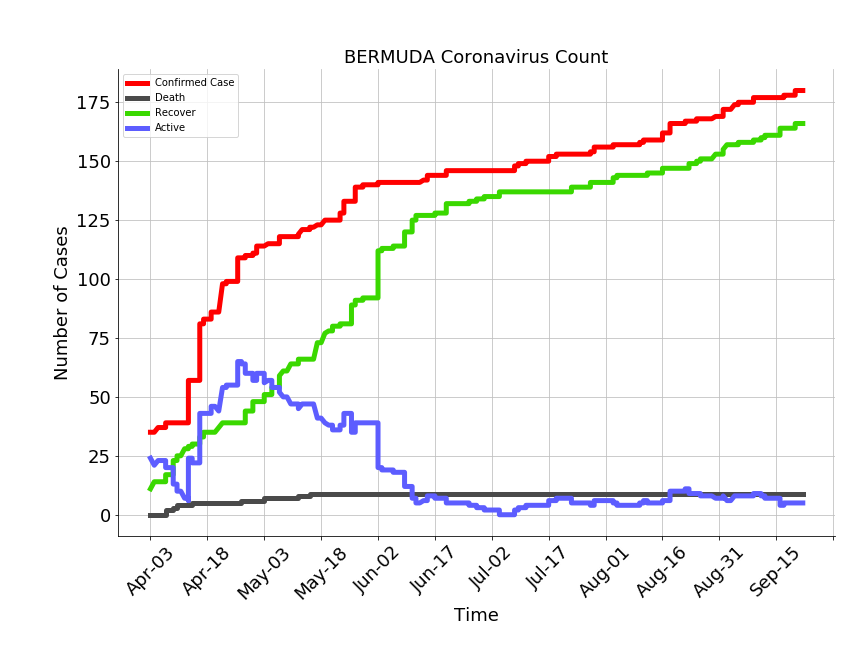 BERMUDA Coronavirus Count
Confirmed Case
Death
Recover
Active
175
150
125
100
75
50
25
0
Number of Cases
Apr-03
Apr-18
May-03
May-18
Jun-02
Jun-17
Jul-02
Jul-17
Aug-01
Aug-16
Aug-31
Sep-15
Time